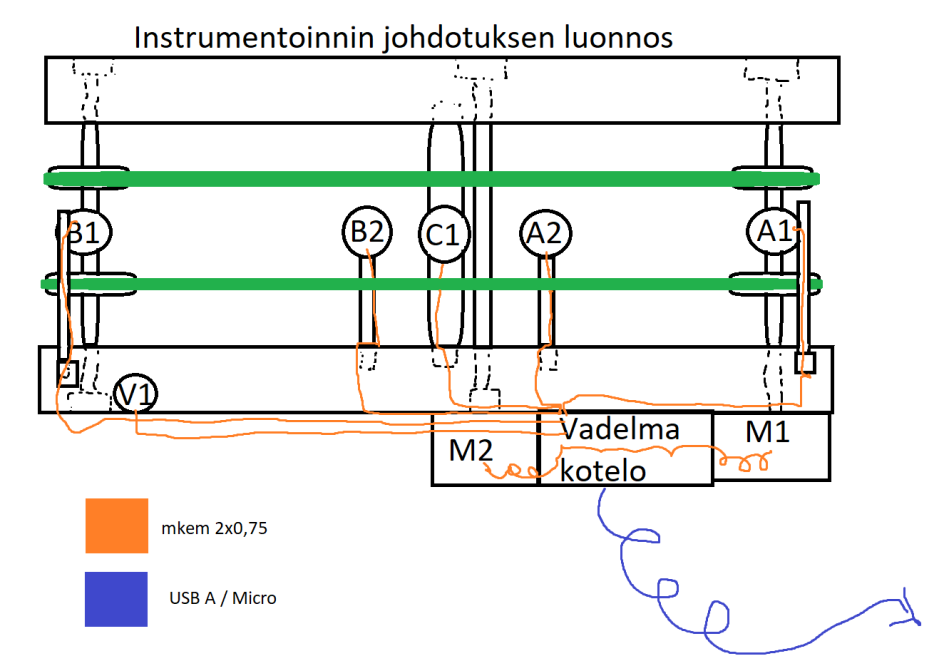 Instrumentoinnin johdotuksen luonnos
B1
B2
C1
A2
A1
V1
M2
Vadelma
kotelo
M1
mkem 2x0,75
USB A / Micro